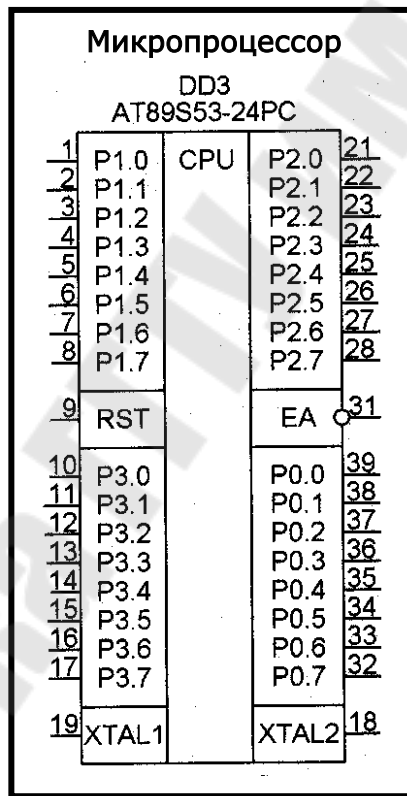 Микропроцессор
DD3
AT89S53-24PC
1 P1.0 CPU P2.0 21
2 P1.1 P2.1 22
3 P1.2 P2.2 23
4 P1.3 P2.3 24
5 P1.4 P2.4 25
6 P1.5 P2.5 26
7 P1.6 P2.6 27
8 P1.7 P2.7 28
9 RST EA 31
10 P3.0 P0.0 39
11 P3.1 P0.1 38
12 P3.2 P0.2 37
13 P3.3 P0.3 36
14 P3.4 P0.4 35
15 P3.5 P0.5 34
16 P3.6 P0.6 33
17 P3.7 P0.7 32
19 XTAL1 XTAL2 18